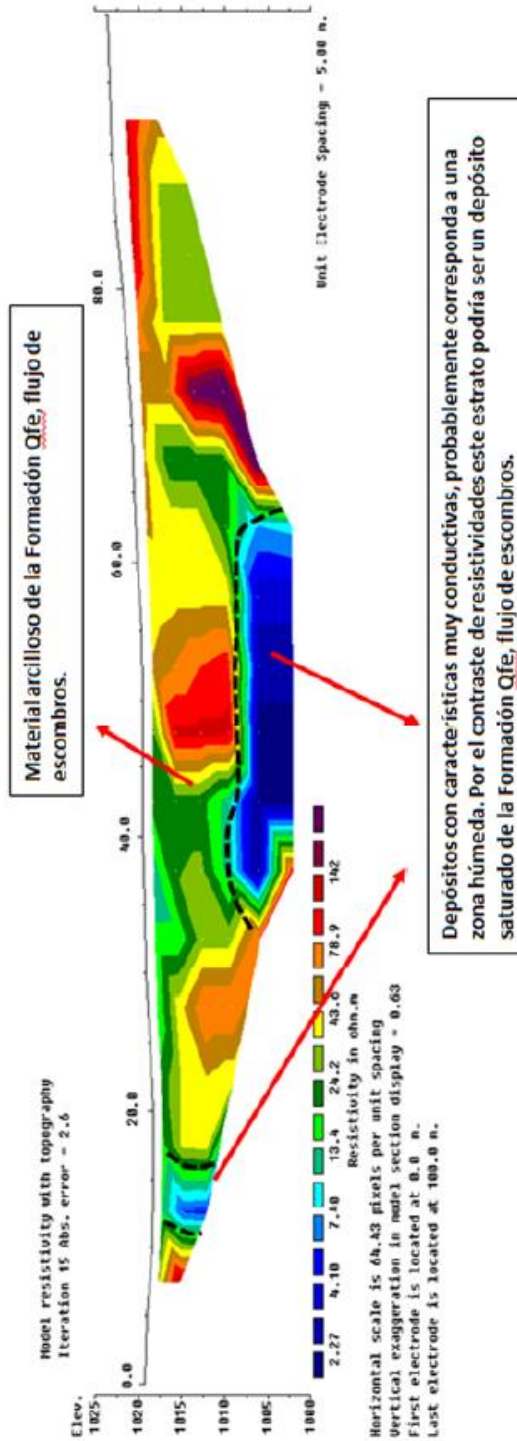 Material arcilloso de la Formación Qfe, flujo de
escombros.
Model resistivity with topography
Iteration 15 Abs. error = 2.6
Elev.
0.0
20.0
40.0
60.0
80.0
1025
1020
1015
1010
1005
1000
Unit Electrode Spacing = 5.00 m.
2.27
4.10
7.40
13.4
24.2
43.6
78.9
142
Resistivity in ohm.m
Horizontal scale is 64.43 pixels per unit spacing
Vertical exaggeration in model section display = 0.63
First electrode is located at 0.0 m.
Last electrode is located at 100.0 m.
Depósitos con características muy conductivas, probablemente corresponda a una
zona húmeda. Por el contraste de resistividades este estrato podría ser un depósito
saturado de la Formación Qfe, flujo de escombros.